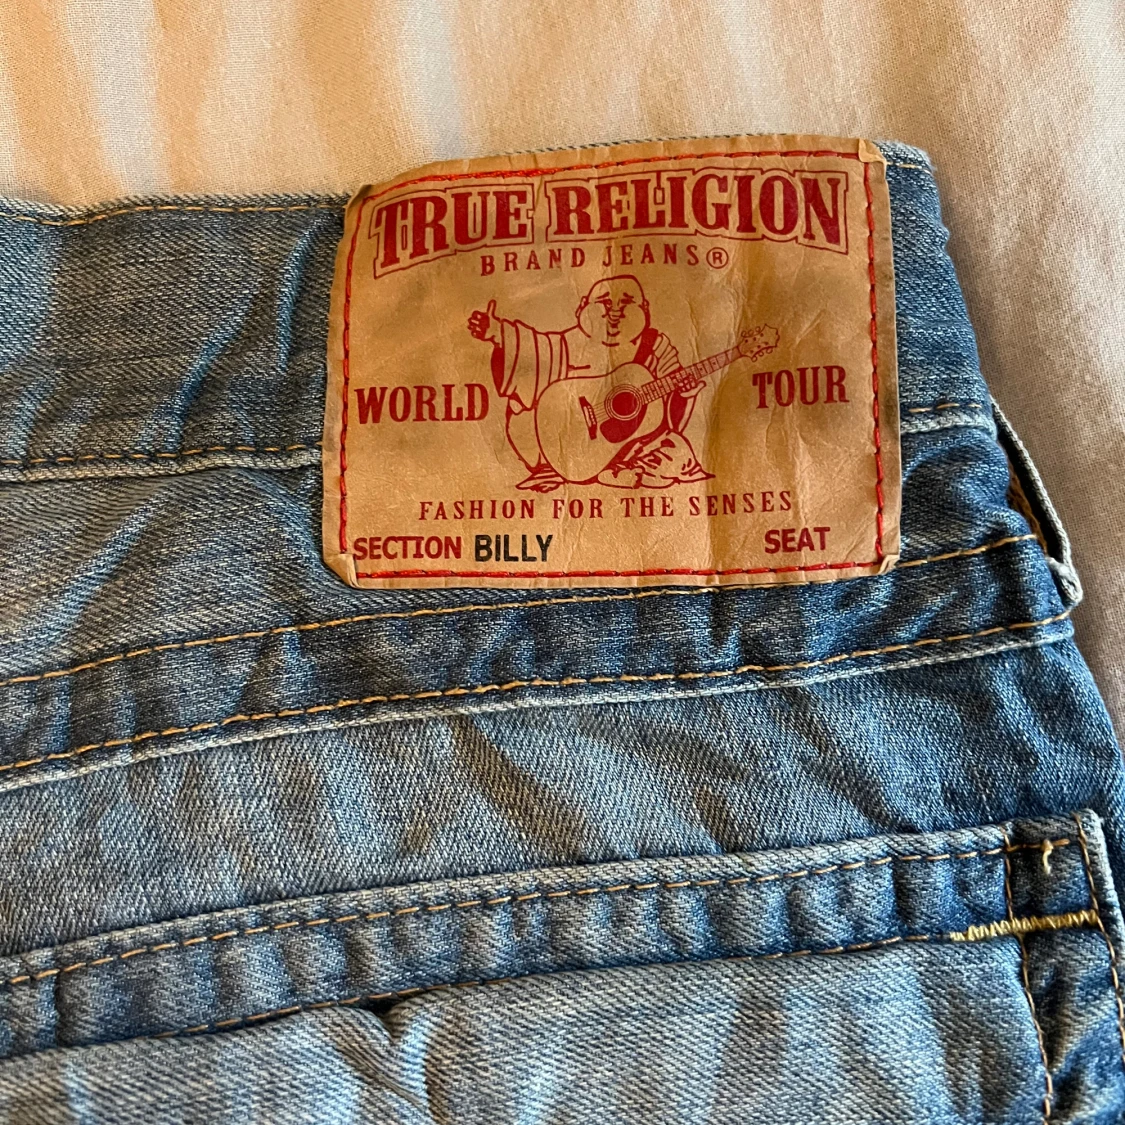 TRUE RELIGION
BRAND JEANS®
WORLD TOUR
FASHION FOR THE SENSES
SECTION BILLY SEAT